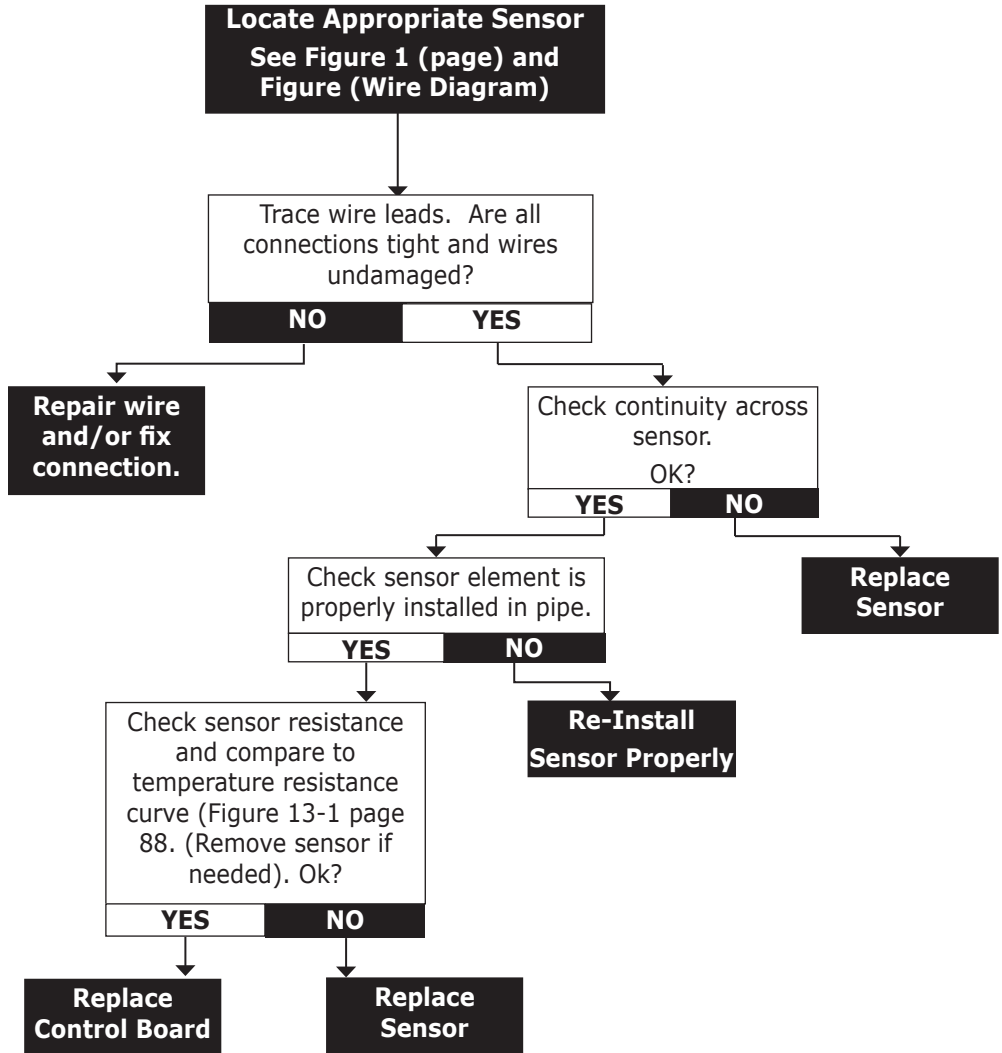 Locate Appropriate Sensor
See Figure 1 (page) and
Figure (Wire Diagram)
Trace wire leads.  Are all
connections tight and wires
undamaged?
NO
YES
Repair wire
and/or fix
connection.
Check continuity across
sensor.
OK?
YES
NO
Check sensor element is
properly installed in pipe.
YES
NO
Replace
Sensor
Re-Install
Sensor Properly
Check sensor resistance
and compare to
temperature resistance
curve (Figure 13-1 page
88. (Remove sensor if
needed). Ok?
YES
NO
Replace
Control Board
Replace
Sensor